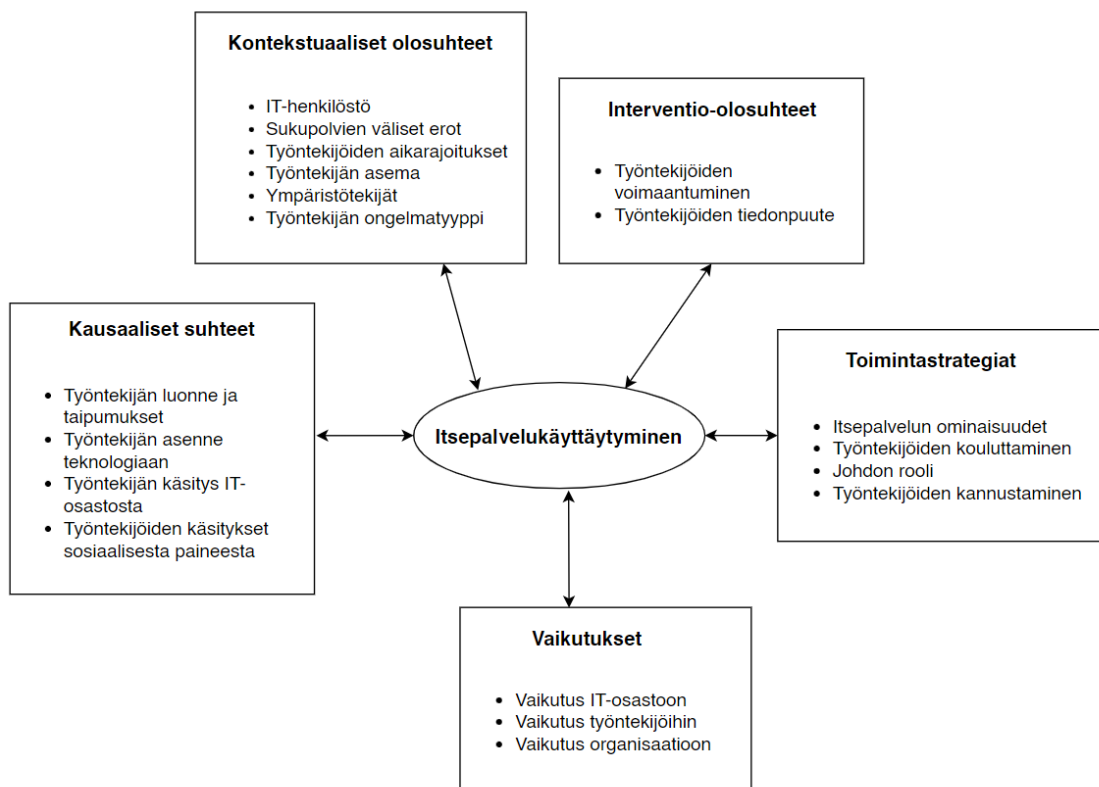 Kontekstuaaliset olosuhteet
• IT-henkilöstö
• Sukupolvien väliset erot
• Työntekijöiden aikarajoitukset
• Työntekijän asema
• Ympäristötekijät
• Työntekijän ongelmatyyppi
Interventio-olosuhteet
• Työntekijöiden
voimaantuminen
• Työntekijöiden tiedonpuute
Kausaaliset suhteet
• Työntekijän luonne ja
taipumukset
• Työntekijän asenne
teknologiaan
• Työntekijän käsitys IT-
osastosta
• Työntekijöiden käsitykset
sosiaalisesta paineesta
Itsepalvelukäyttäytyminen
Toimintastrategiat
• Itsepalvelun ominaisuudet
• Työntekijöiden kouluttaminen
• Johdon rooli
• Työntekijöiden kannustaminen
Vaikutukset
• Vaikutus IT-osastoon
• Vaikutus työntekijöihin
• Vaikutus organisaatioon